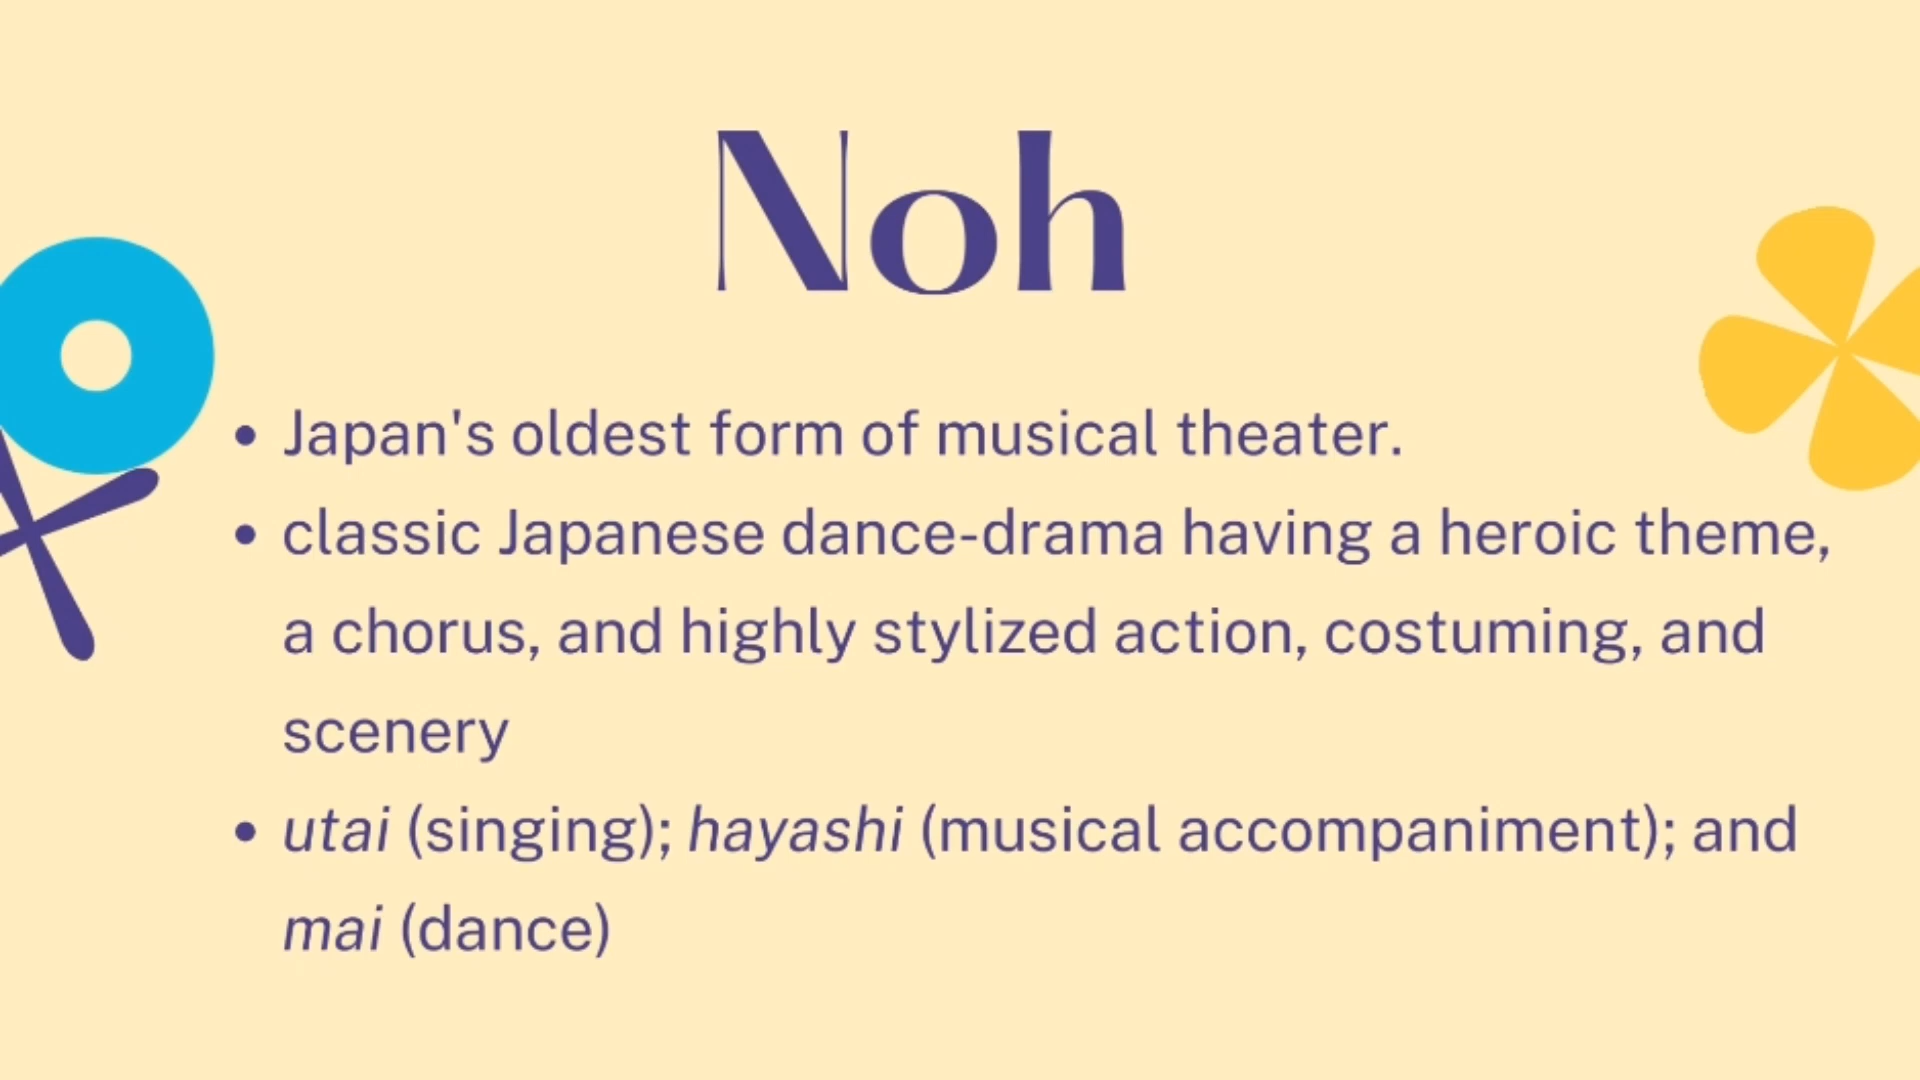 Noh
• Japan's oldest form of musical theater.
• classic Japanese dance-drama having a heroic theme,
a chorus, and highly stylized action, costuming, and
scenery
• utai (singing); hayashi (musical accompaniment); and
mai (dance)